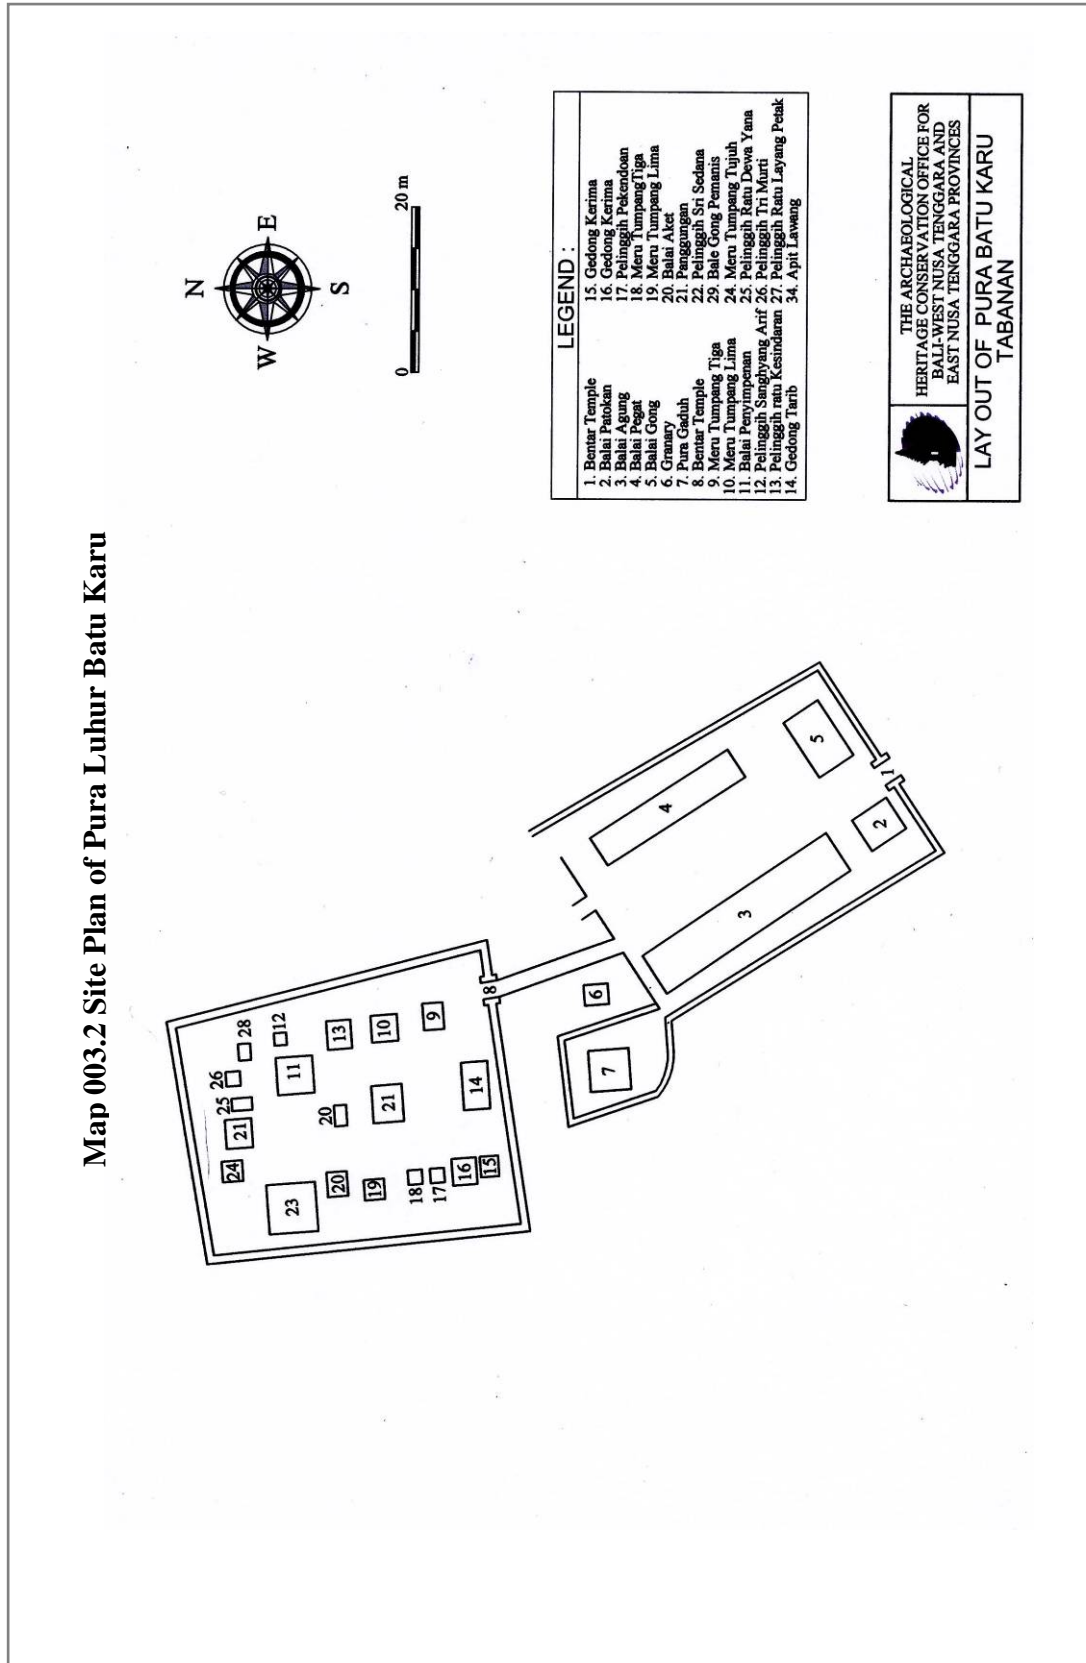 Map 003.2 Site Plan of Pura Luhur Batu Karu
N
W
E
S
0
20 m
LEGEND :
1. Bentar Temple
2. Balai Patokan
3. Balai Agung
4. Balai Pegat
5. Balai Gong
6. Granary
7. Pura Gaduh
8. Bentar Temple
9. Meru Tumpang Tiga
10. Meru Tumpang Lima
11. Balai Penyimpenan
12. Pelinggih Sanghyang Arif
13. Pelinggih ratu Kesindaran
14. Gedong Tarib
15. Gedong Kerima
16. Gedong Kerima
17. Pelinggih Pekendoan
18. Meru TumpangTiga
19. Meru Tumpang Lima
20. Balai Aket
21. Panggungan
22. Pelinggih Sri Sedana
29. Bale Gong Pemanis
24. Meru Tumpang Tujuh
25. Pelinggih Ratu Dewa Yana
26. Pelinggih Tri Murti
27. Pelinggih Ratu Layang Petak
34. Apit Lawang
THE ARCHAEOLOGICAL
HERITAGE CONSERVATION OFFICE FOR
BALI-WEST NUSA TENGGARA AND
EAST NUSA TENGGARA PROVINCES
LAY OUT OF PURA BATU KARU
TABANAN
24
21
25
26
28
23
11
12
20
20
13
19
21
10
18
17
9
16
15
14
8
7
6
3
4
5
2
1